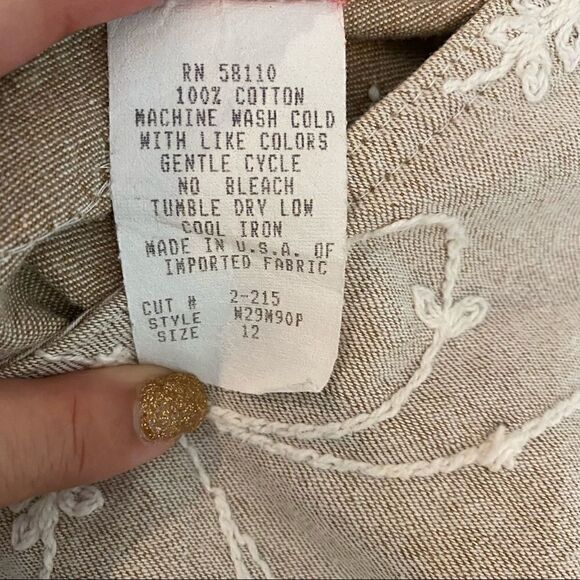 RN 58110
100% COTTON
MACHINE WASH COLD
WITH LIKE COLORS
GENTLE CYCLE
NO BLEACH
TUMBLE DRY LOW
COOL IRON
MADE IN U.S.A. OF
IMPORTED FABRIC
CUT # 2-215
STYLE W29M90P
SIZE 12